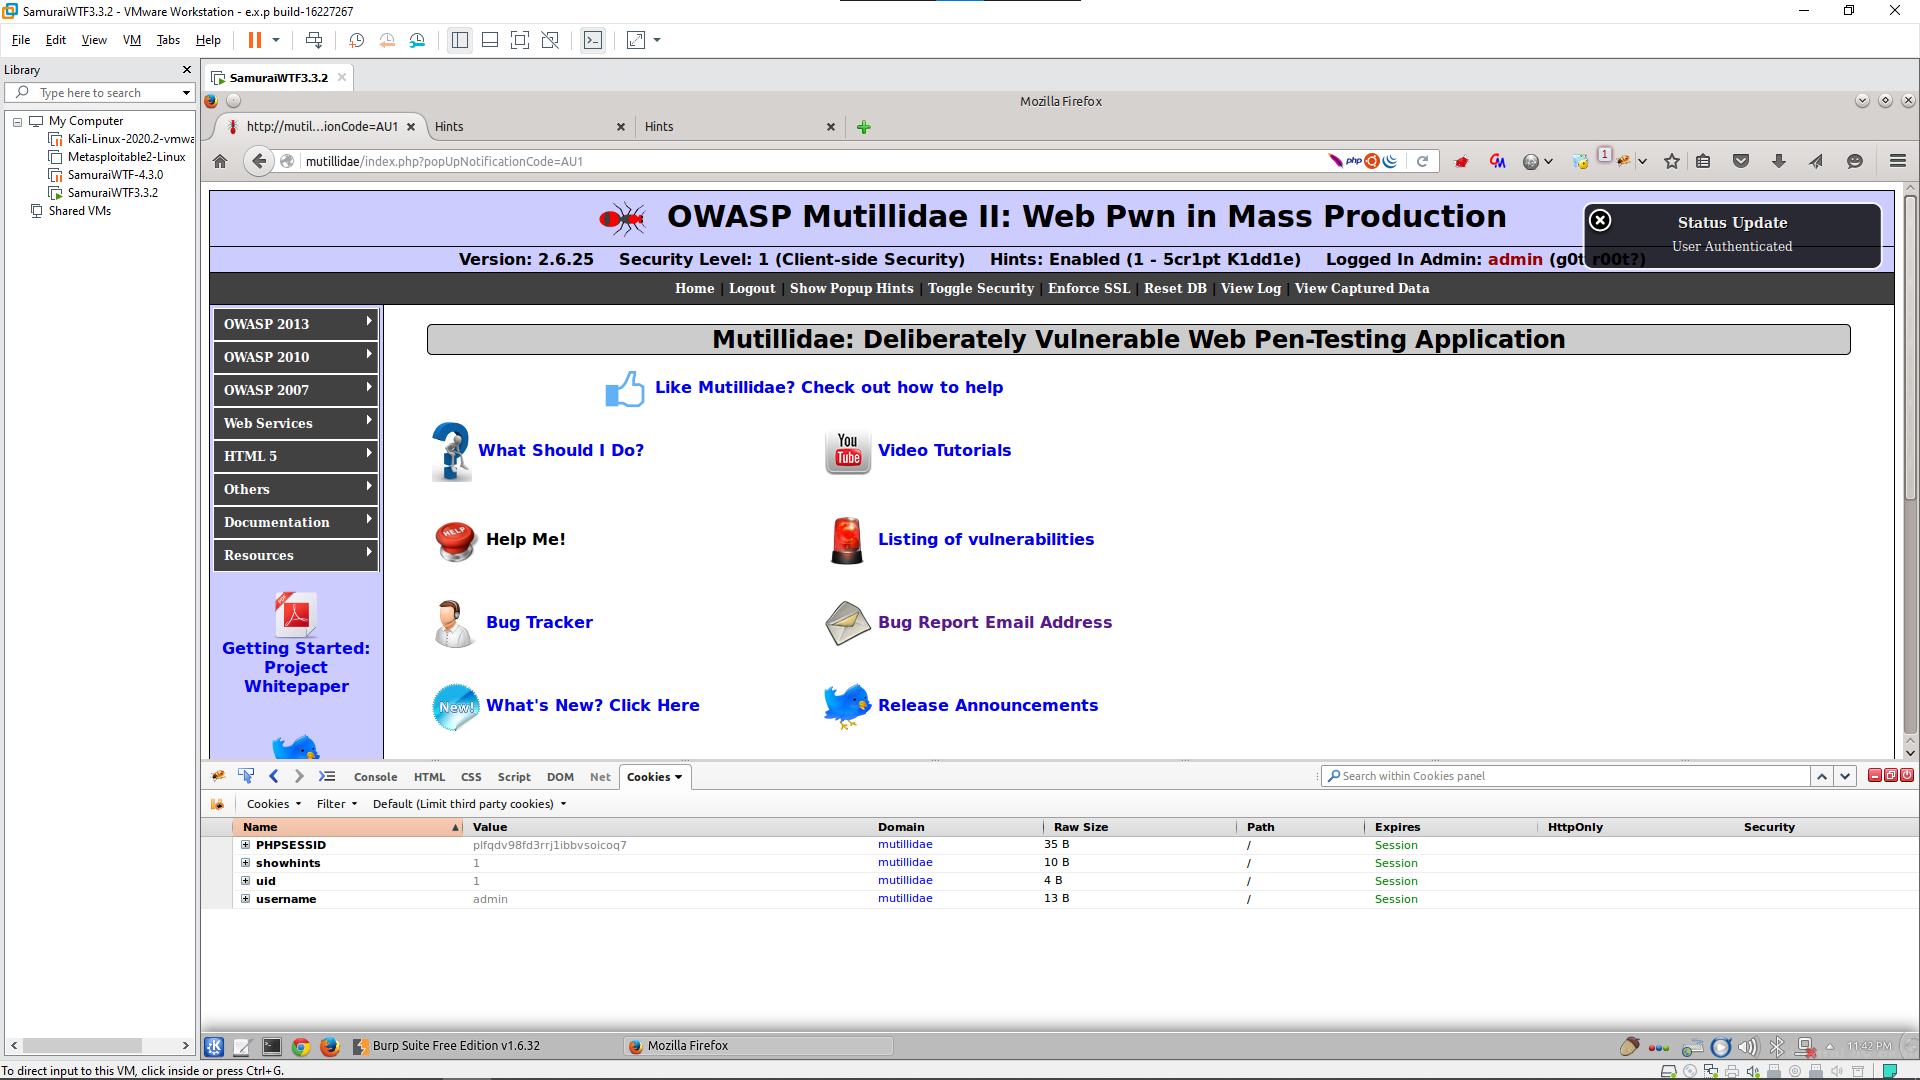 SamuraiWTF3.3.2 - VMware Workstation - e.x.p build-16227267
File Edit View VM Tabs Help
Library
Type here to search
My Computer
Kali-Linux-2020.2-vmwa
Metasploitable2-Linux
SamuraiWTF-4.3.0
SamuraiWTF3.3.2
Shared VMs
SamuraiWTF3.3.2
Mozilla Firefox
http://mutil...ionCode=AU1
Hints
Hints
mutillidae/index.php?popUpNotificationCode=AU1
php
1
OWASP Mutillidae II: Web Pwn in Mass Production
Status Update
User Authenticated
Version: 2.6.25 Security Level: 1 (Client-side Security) Hints: Enabled (1 - 5cr1pt K1dd1e) Logged In Admin: admin (g0t r00t?)
Home | Logout | Show Popup Hints | Toggle Security | Enforce SSL | Reset DB | View Log | View Captured Data
OWASP 2013
OWASP 2010
OWASP 2007
Web Services
HTML 5
Others
Documentation
Resources
Getting Started:
Project
Whitepaper
Mutillidae: Deliberately Vulnerable Web Pen-Testing Application
Like Mutillidae? Check out how to help
What Should I Do?
You
Tube
Video Tutorials
HELP
Help Me!
Listing of vulnerabilities
Bug Tracker
Bug Report Email Address
New!
What's New? Click Here
Release Announcements
Console HTML CSS Script DOM Net Cookies
Search within Cookies panel
Cookies Filter Default (Limit third party cookies)
Name Value Domain Raw Size Path Expires HttpOnly Security
PHPSESSID plfqdv98fd3rrj1ibbvsoicoq7 mutillidae 35 B / Session
showhints 1 mutillidae 10 B / Session
uid 1 mutillidae 4 B / Session
username admin mutillidae 13 B / Session
Burp Suite Free Edition v1.6.32
Mozilla Firefox
11:42 PM
To direct input to this VM, click inside or press Ctrl+G.